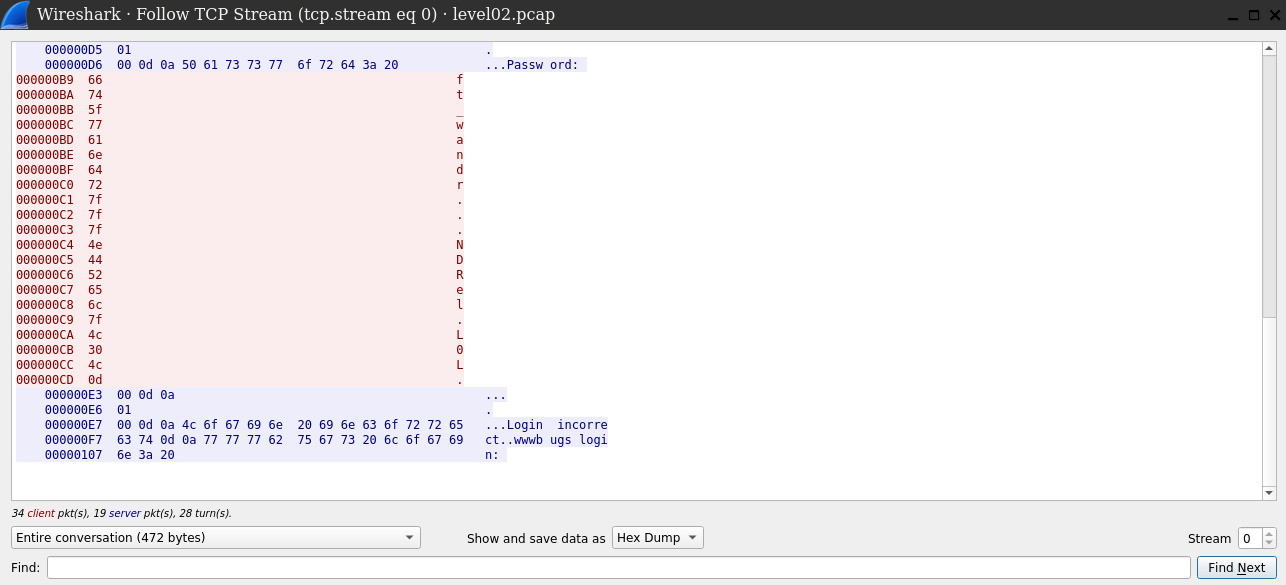 Wireshark · Follow TCP Stream (tcp.stream eq 0) · level02.pcap
000000D5 01 .
000000D6 00 0d 0a 50 61 73 73 77 6f 72 64 3a 20 ...Passw ord:
000000B9 66 f
000000BA 74 t
000000BB 5f _
000000BC 77 w
000000BD 61 a
000000BE 6e n
000000BF 64 d
000000C0 72 r
000000C1 7f .
000000C2 7f .
000000C3 7f .
000000C4 4e N
000000C5 44 D
000000C6 52 R
000000C7 65 e
000000C8 6c l
000000C9 7f .
000000CA 4c L
000000CB 30 0
000000CC 4c L
000000CD 0d .
000000E3 00 0d 0a ...
000000E6 01 .
000000E7 00 0d 0a 4c 6f 67 69 6e 20 69 6e 63 6f 72 72 65 ...Login incorre
000000F7 63 74 0d 0a 77 77 77 62 75 67 73 20 6c 6f 67 69 ct..wwwb ugs logi
00000107 6e 3a 20 n:
34 client pkt(s), 19 server pkt(s), 28 turn(s).
Entire conversation (472 bytes) Show and save data as Hex Dump Stream 0
Find: Find Next